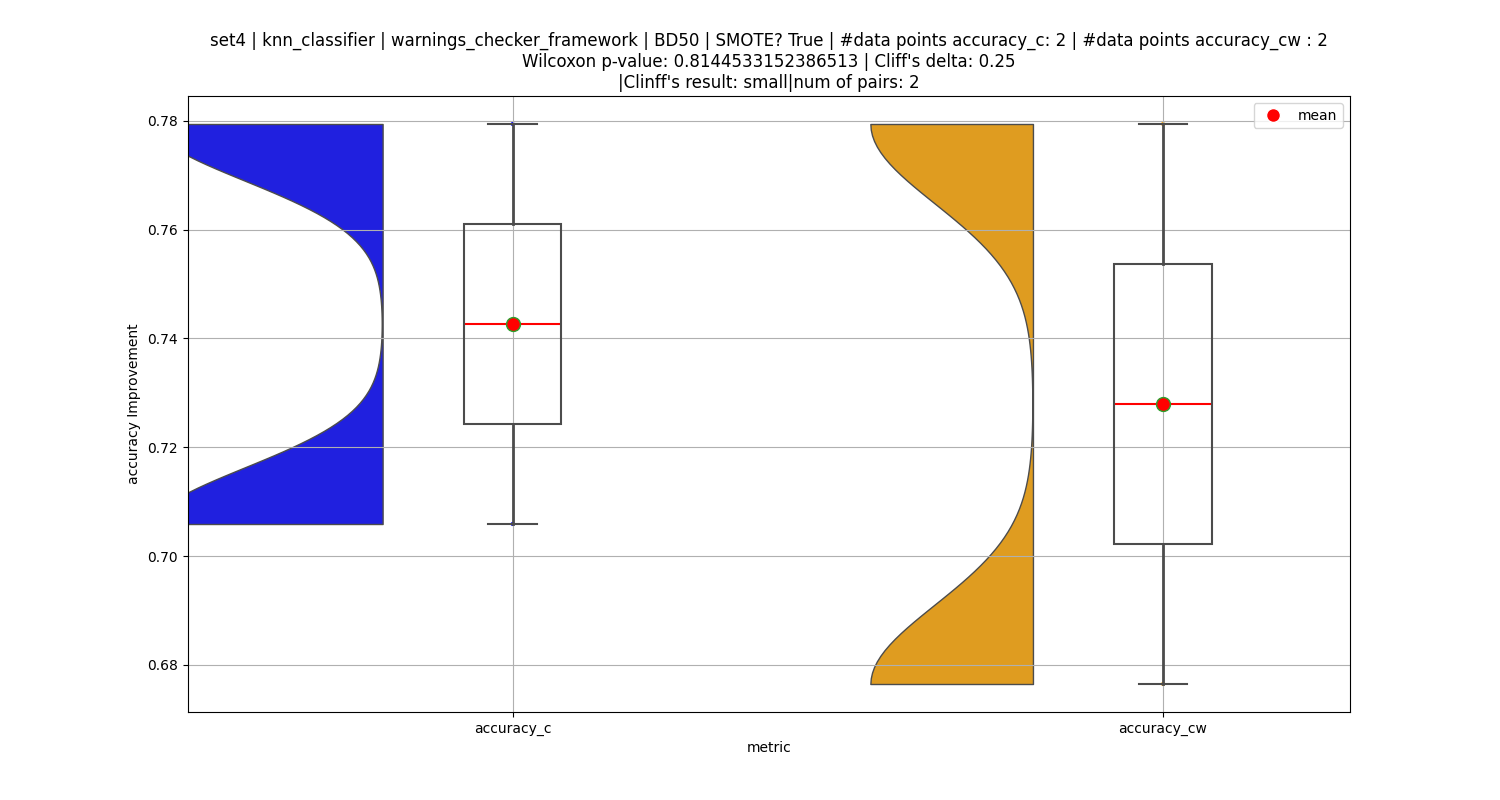 set4 | knn_classifier | warnings_checker_framework | BD50 | SMOTE? True | #data points accuracy_c: 2 | #data points accuracy_cw : 2
Wilcoxon p-value: 0.8144533152386513 | Cliff's delta: 0.25
|Clinff's result: small|num of pairs: 2
mean
0.78
0.76
0.74
0.72
0.70
0.68
accuracy Improvement
accuracy_c
accuracy_cw
metric